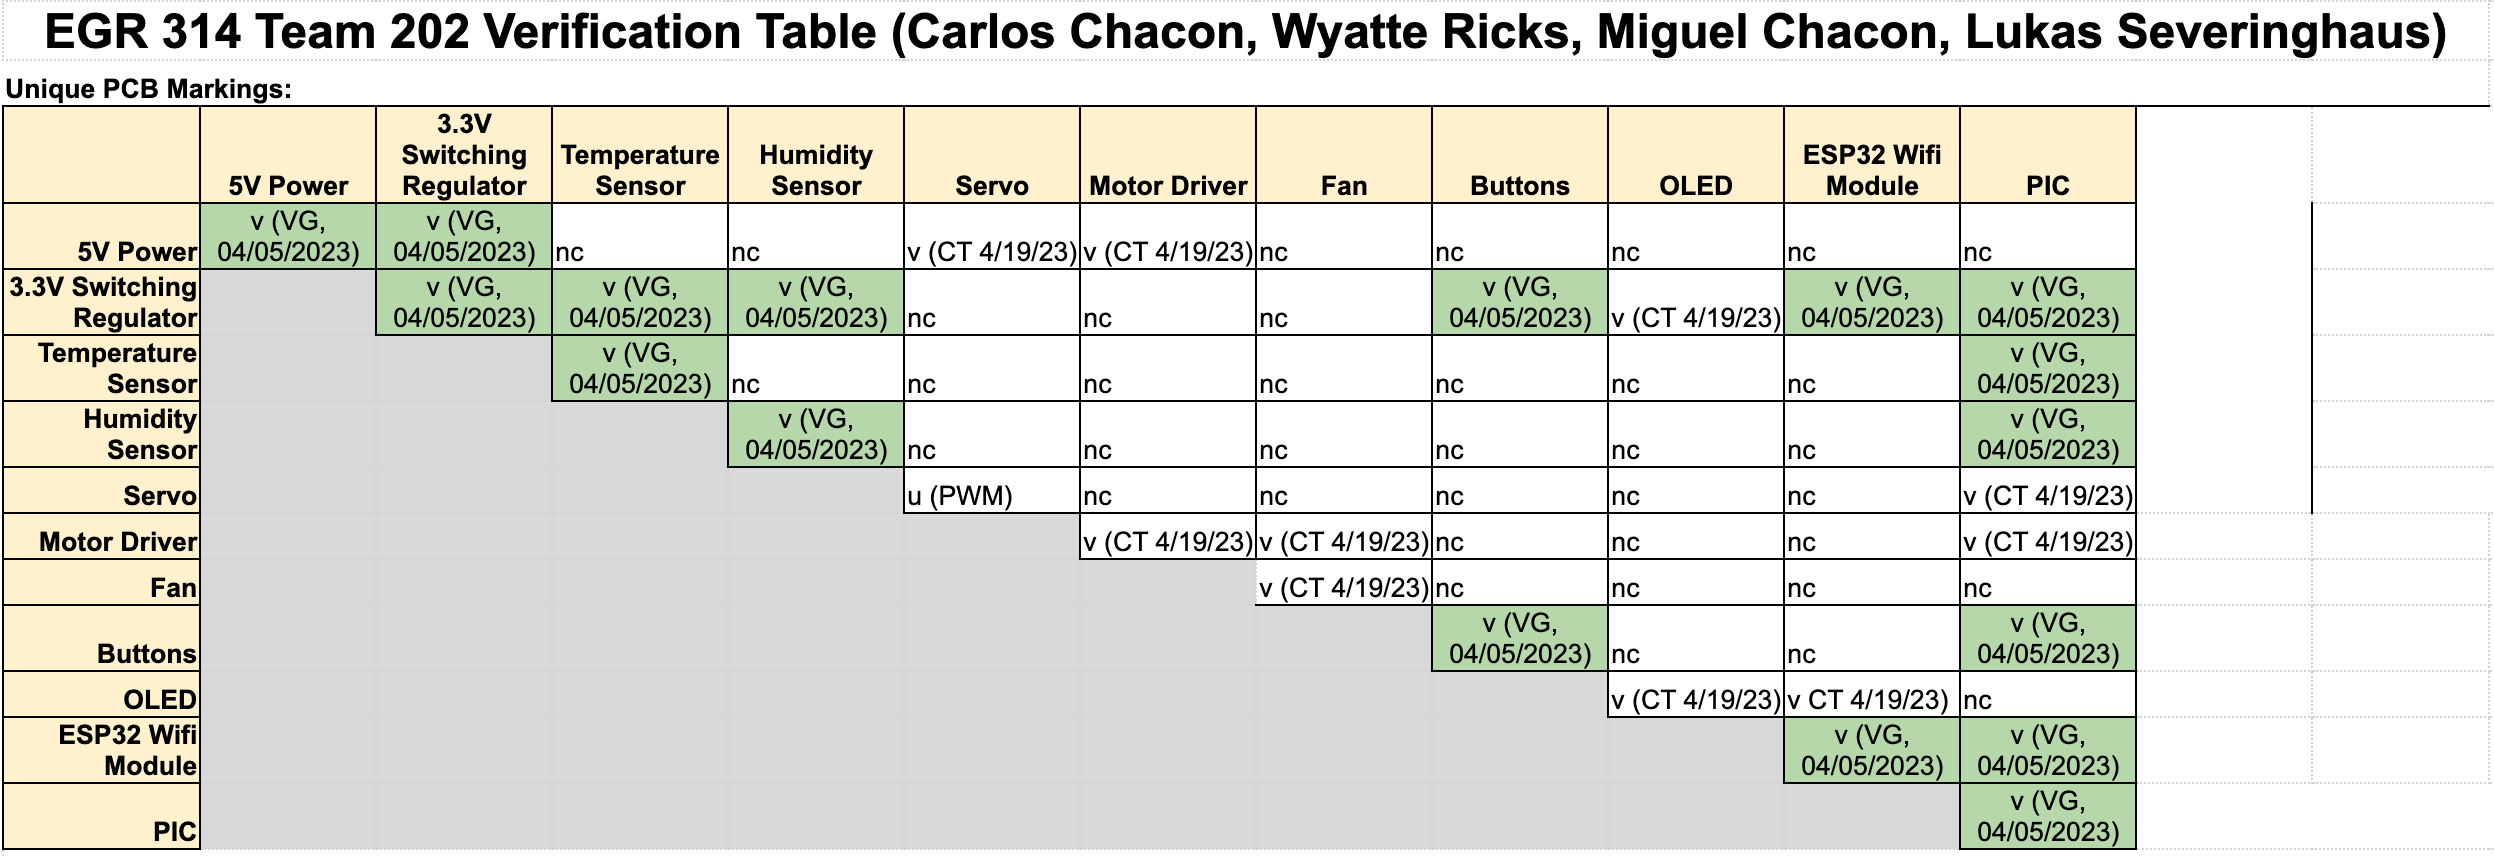 EGR 314 Team 202 Verification Table (Carlos Chacon, Wyatte Ricks, Miguel Chacon, Lukas Severinghaus)
Unique PCB Markings:
5V Power
3.3V
Switching
Regulator
Temperature
Sensor
Humidity
Sensor
Servo
Motor Driver
Fan
Buttons
OLED
ESP32 Wifi
Module
PIC
5V Power
v (VG,
04/05/2023)
v (VG,
04/05/2023)
nc
nc
v (CT 4/19/23)
v (CT 4/19/23)
nc
nc
nc
nc
nc
3.3V Switching
Regulator
v (VG,
04/05/2023)
v (VG,
04/05/2023)
v (VG,
04/05/2023)
nc
nc
nc
v (VG,
04/05/2023)
v (CT 4/19/23)
v (VG,
04/05/2023)
v (VG,
04/05/2023)
Temperature
Sensor
v (VG,
04/05/2023)
nc
nc
nc
nc
nc
nc
nc
v (VG,
04/05/2023)
Humidity
Sensor
v (VG,
04/05/2023)
nc
nc
nc
nc
nc
nc
v (VG,
04/05/2023)
Servo
u (PWM)
nc
nc
nc
nc
nc
v (CT 4/19/23)
Motor Driver
v (CT 4/19/23)
v (CT 4/19/23)
nc
nc
nc
v (CT 4/19/23)
Fan
v (CT 4/19/23)
nc
nc
nc
nc
Buttons
v (VG,
04/05/2023)
nc
nc
v (VG,
04/05/2023)
OLED
v (CT 4/19/23)
v CT 4/19/23)
nc
ESP32 Wifi
Module
v (VG,
04/05/2023)
v (VG,
04/05/2023)
PIC
v (VG,
04/05/2023)